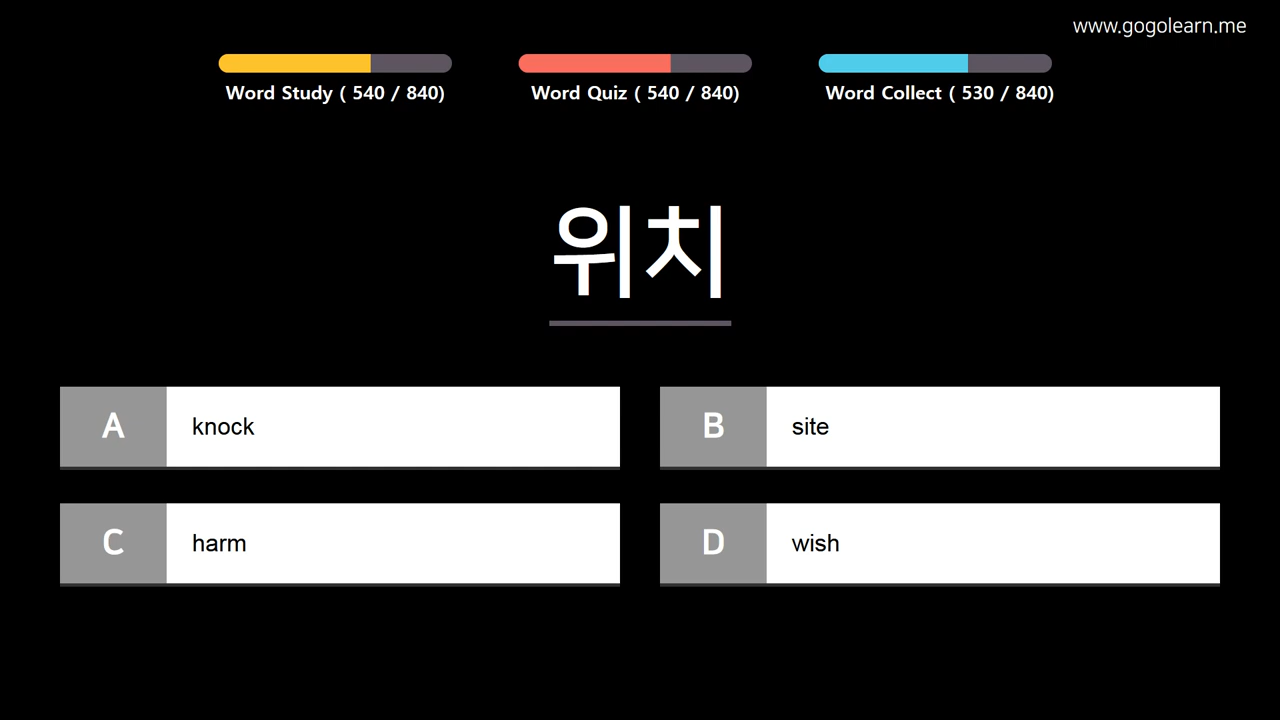 www.gogolearn.me
Word Study ( 540 / 840)
Word Quiz ( 540 / 840)
Word Collect ( 530 / 840)
위치
A knock
B site
C harm
D wish